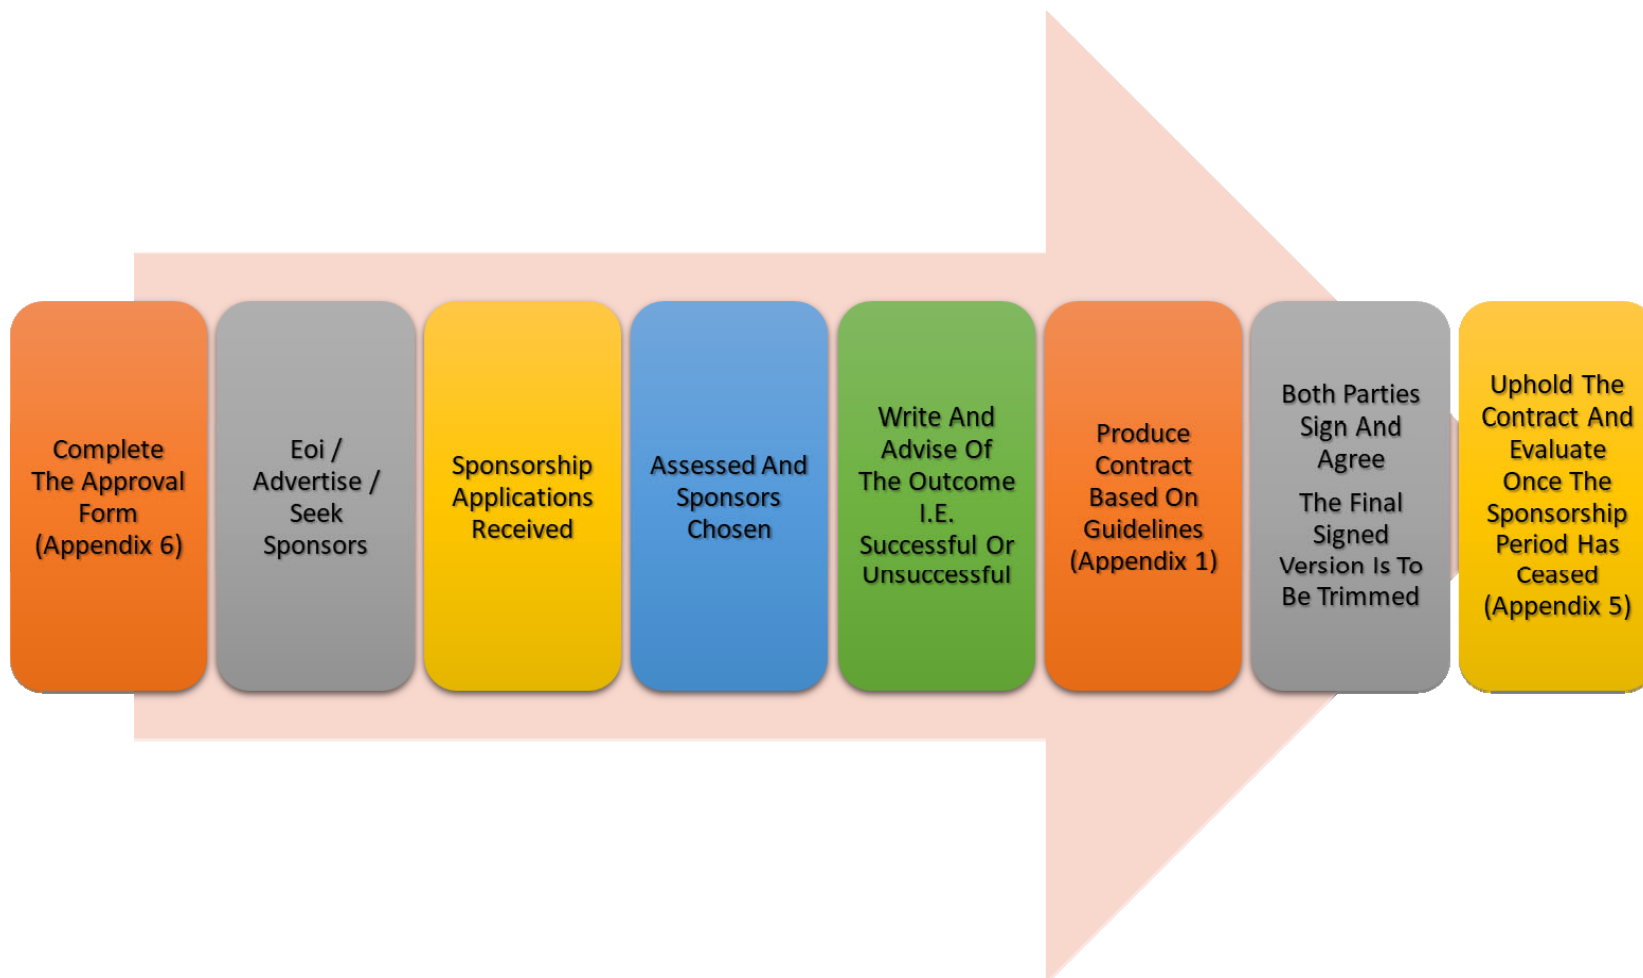 Complete
The Approval
Form
(Appendix 6)
Eoi /
Advertise /
Seek
Sponsors
Sponsorship
Applications
Received
Assessed And
Sponsors
Chosen
Write And
Advise Of
The Outcome
I.E.
Successful Or
Unsuccessful
Produce
Contract
Based On
Guidelines
(Appendix 1)
Both Parties
Sign And
Agree
The Final
Signed
Version Is To
Be Trimmed
Uphold The
Contract And
Evaluate
Once The
Sponsorship
Period Has
Ceased
(Appendix 5)